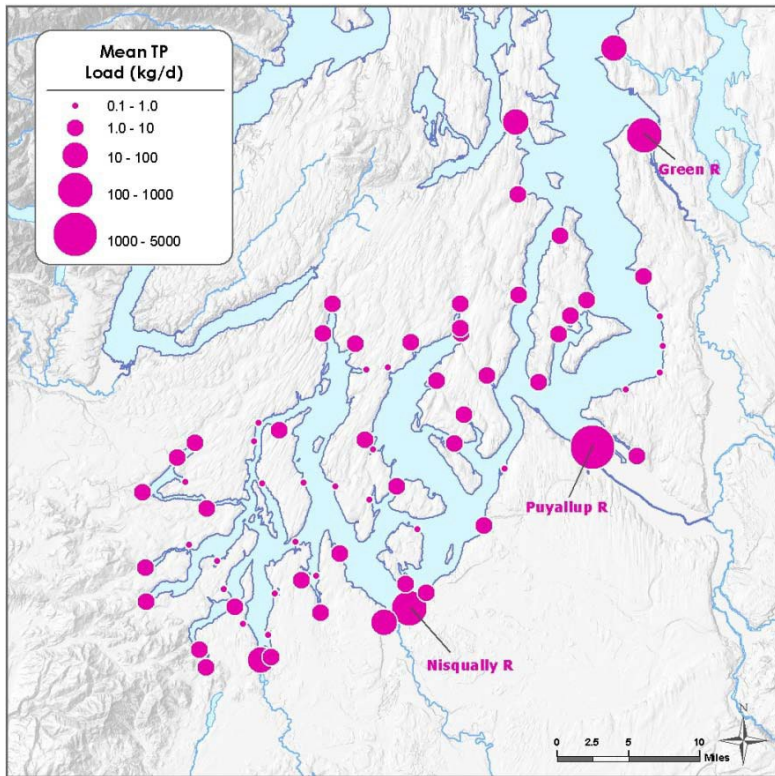 Mean TP
Load (kg/d)
0.1 - 1.0
1.0 - 10
10 - 100
100 - 1000
1000 - 5000
Green R
Puyallup R
Nisqually R
N
0 2.5 5 10
Miles